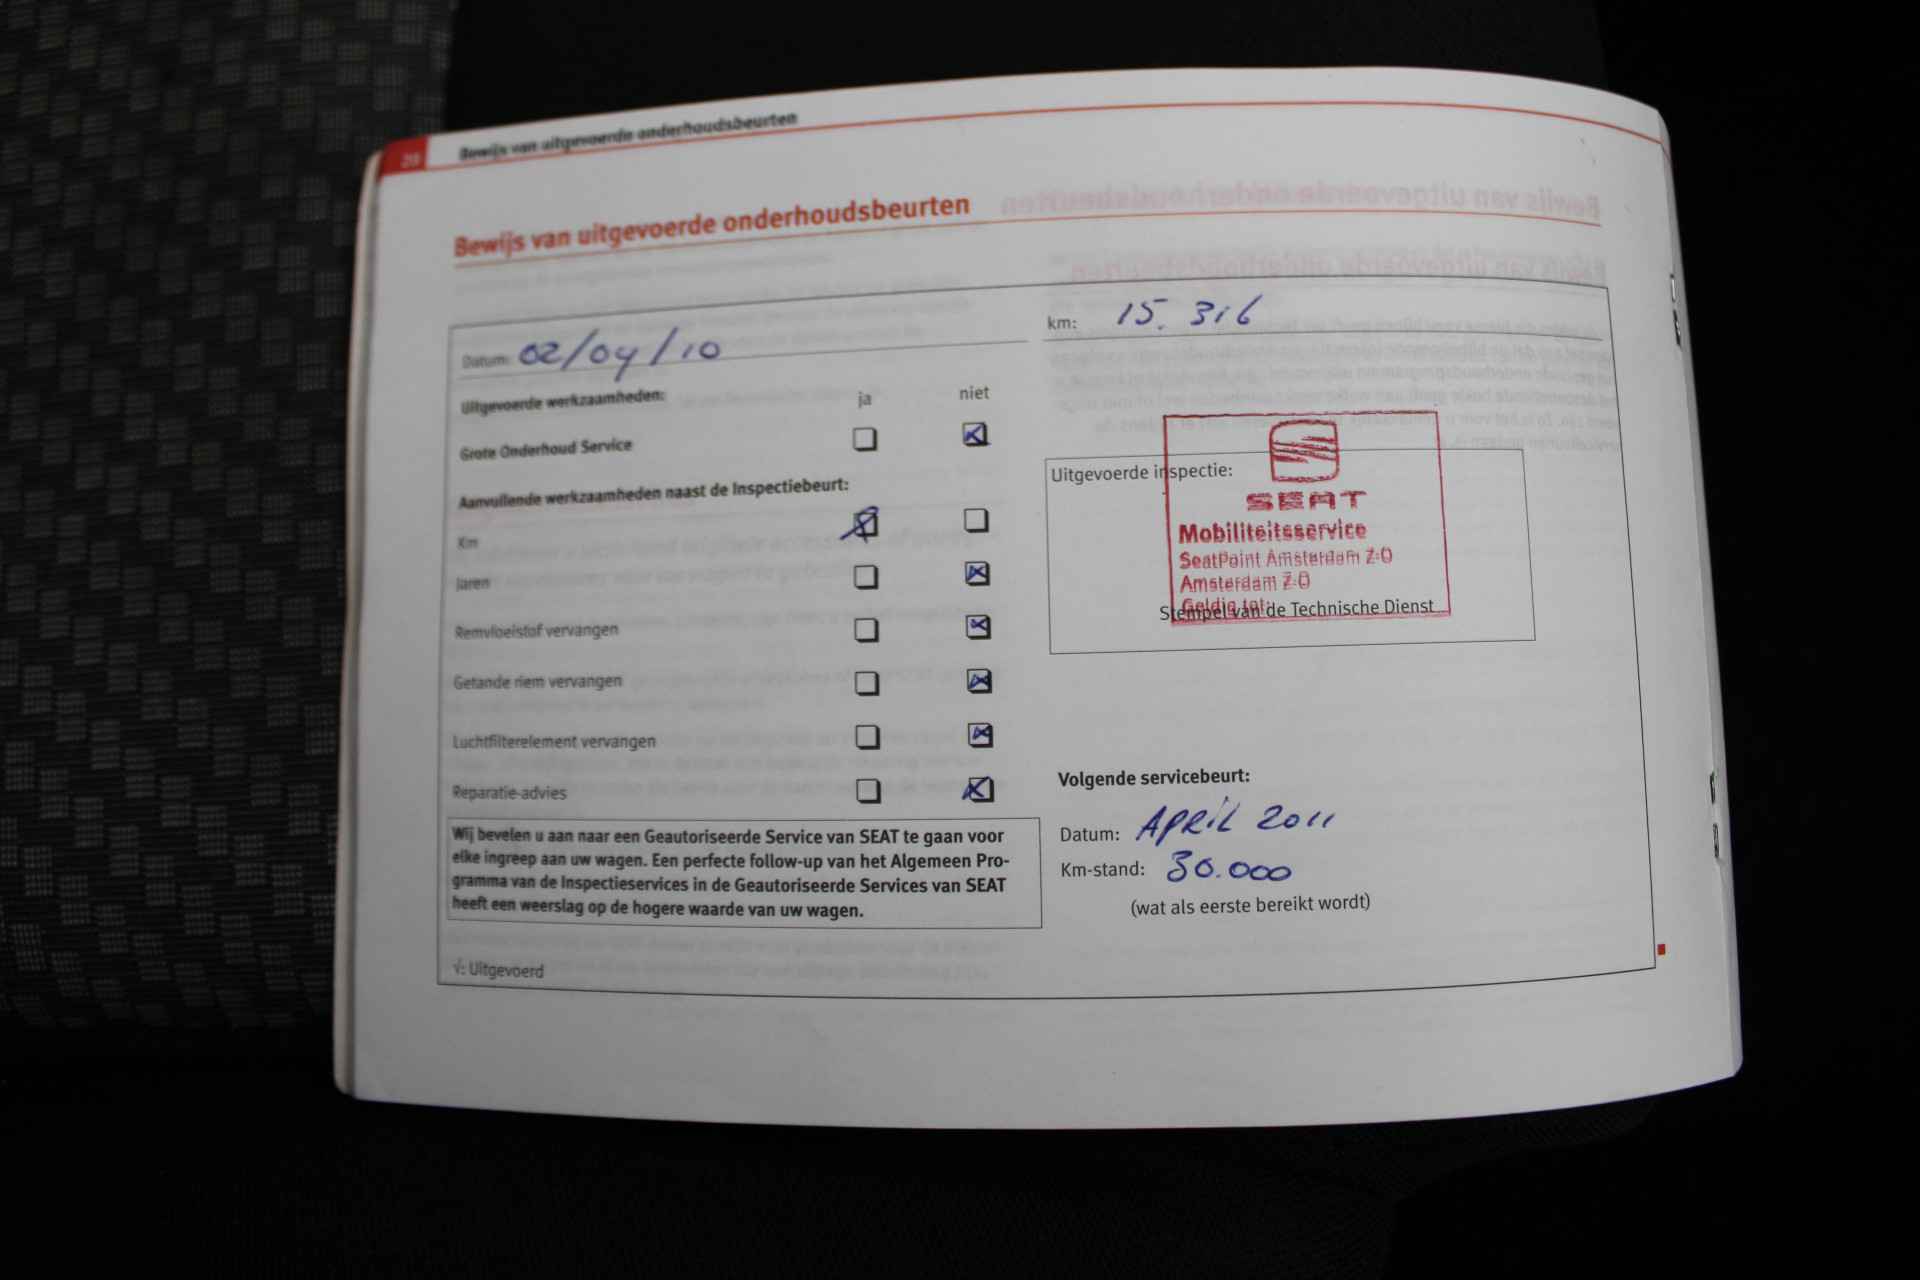 20 Bewijs van uitgevoerde onderhoudsbeurten
Bewijs van uitgevoerde onderhoudsbeurten
Datum: 02/04/10
km: 15.316
Uitgevoerde werkzaamheden: ja niet
Grote Onderhoud Service
Aanvullende werkzaamheden naast de Inspectiebeurt:
Km
Jaren
Remvloeistof vervangen
Getande riem vervangen
Luchtfilterelement vervangen
Reparatie-advies
Wij bevelen u aan naar een Geautoriseerde Service van SEAT te gaan voor
elke ingreep aan uw wagen. Een perfecte follow-up van het Algemeen Pro-
gramma van de Inspectieservices in de Geautoriseerde Services van SEAT
heeft een weerslag op de hogere waarde van uw wagen.
√: Uitgevoerd
Uitgevoerde inspectie:
SEAT
Mobiliteitsservice
SeatPoint Amsterdam Z-O
Amsterdam Z-O
Geldig tot:
Stempel van de Technische Dienst
Volgende servicebeurt:
Datum: APRIL 2011
Km-stand: 30.000
(wat als eerste bereikt wordt)